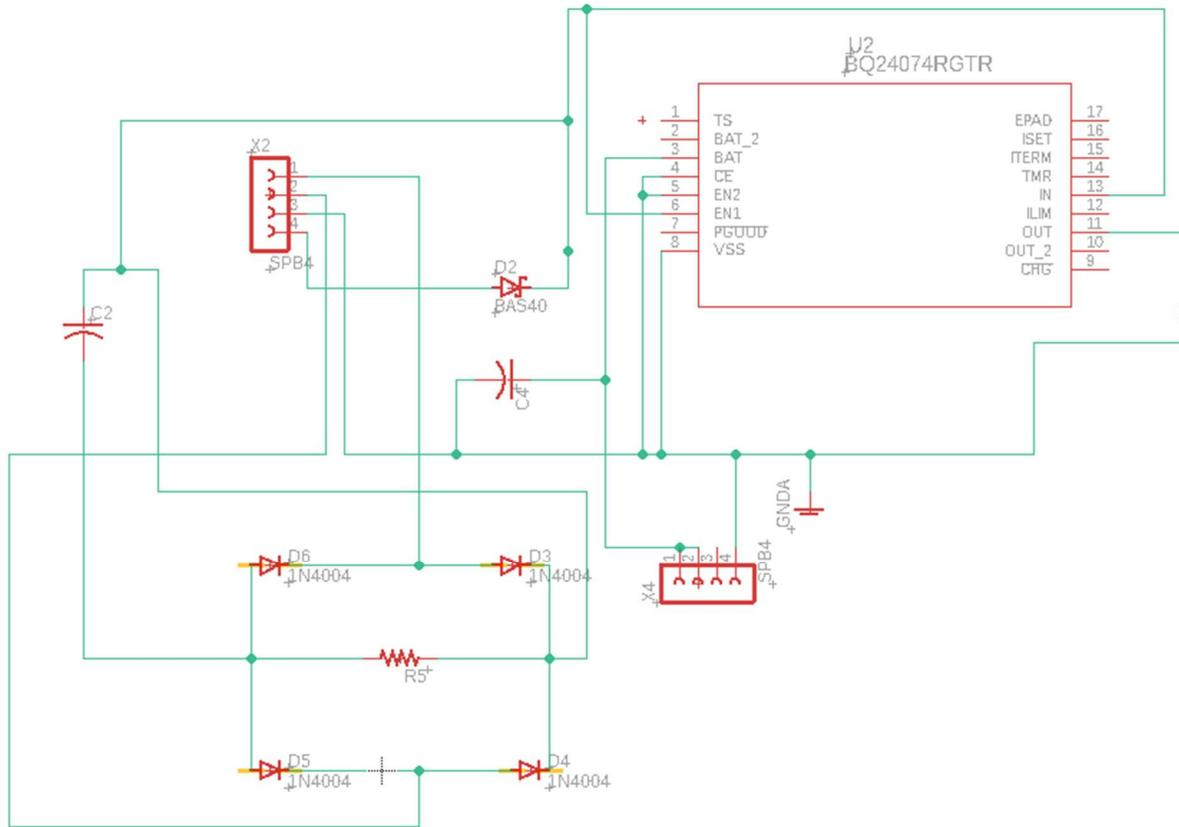 U2
BQ24074RGTR
1 TS
2 BAT_2
3 BAT
4 CE
5 EN2
6 EN1
7 PGOOD
8 VSS
EPAD 17
ISET 16
ITERM 15
TMR 14
IN 13
ILIM 12
OUT 11
OUT_2 10
CHG 9
X2
1
2
3
4
SPB4
D2
BAS40
C2
C4
GNDA
1
2
3
4
X4
SPB4
D6
1N4004
D3
1N4004
R5
D5
1N4004
D4
1N4004